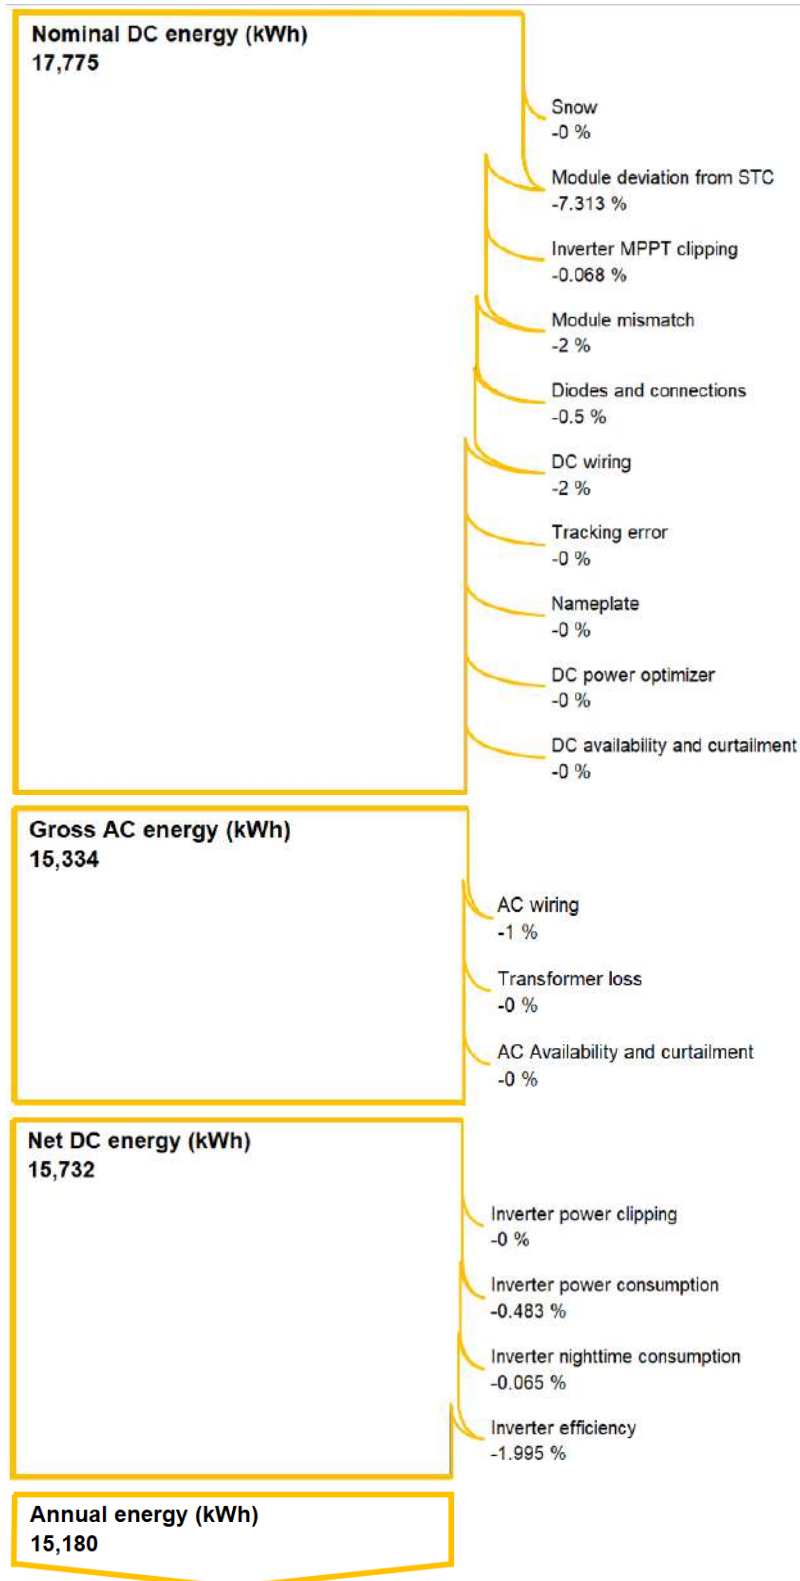 Nominal DC energy (kWh)
17,775
Snow
-0 %
Module deviation from STC
-7.313 %
Inverter MPPT clipping
-0.068 %
Module mismatch
-2 %
Diodes and connections
-0.5 %
DC wiring
-2 %
Tracking error
-0 %
Nameplate
-0 %
DC power optimizer
-0 %
DC availability and curtailment
-0 %
Gross AC energy (kWh)
15,334
AC wiring
-1 %
Transformer loss
-0 %
AC Availability and curtailment
-0 %
Net DC energy (kWh)
15,732
Inverter power clipping
-0 %
Inverter power consumption
-0.483 %
Inverter nighttime consumption
-0.065 %
Inverter efficiency
-1.995 %
Annual energy (kWh)
15,180